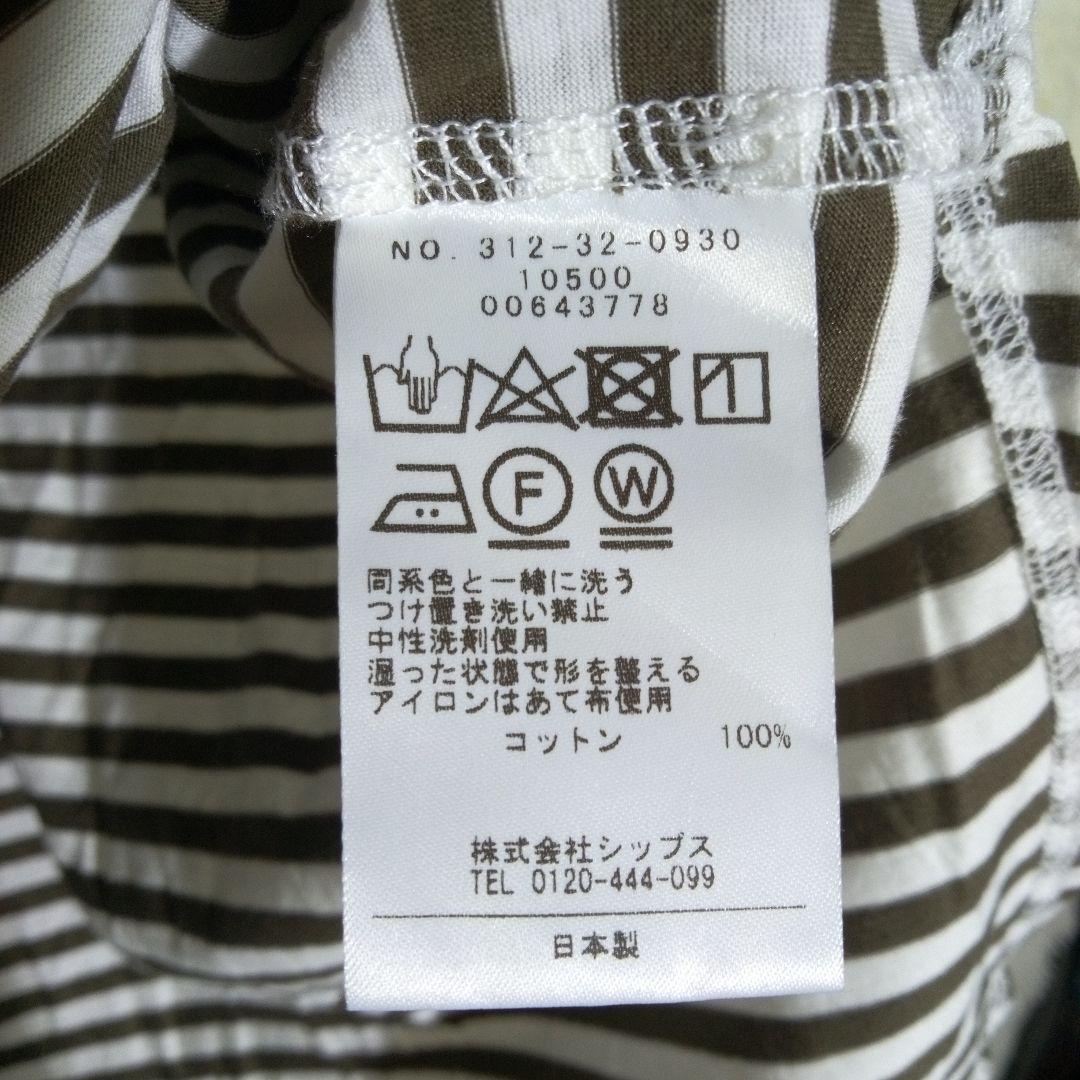 NO. 312-32-0930
10500
00643778
F W
同系色と一緒に洗う
つけ置き洗い禁止
中性洗剤使用
湿った状態で形を整える
アイロンはあて布使用
コットン 100%
株式会社シップス
TEL 0120-444-099
日本製